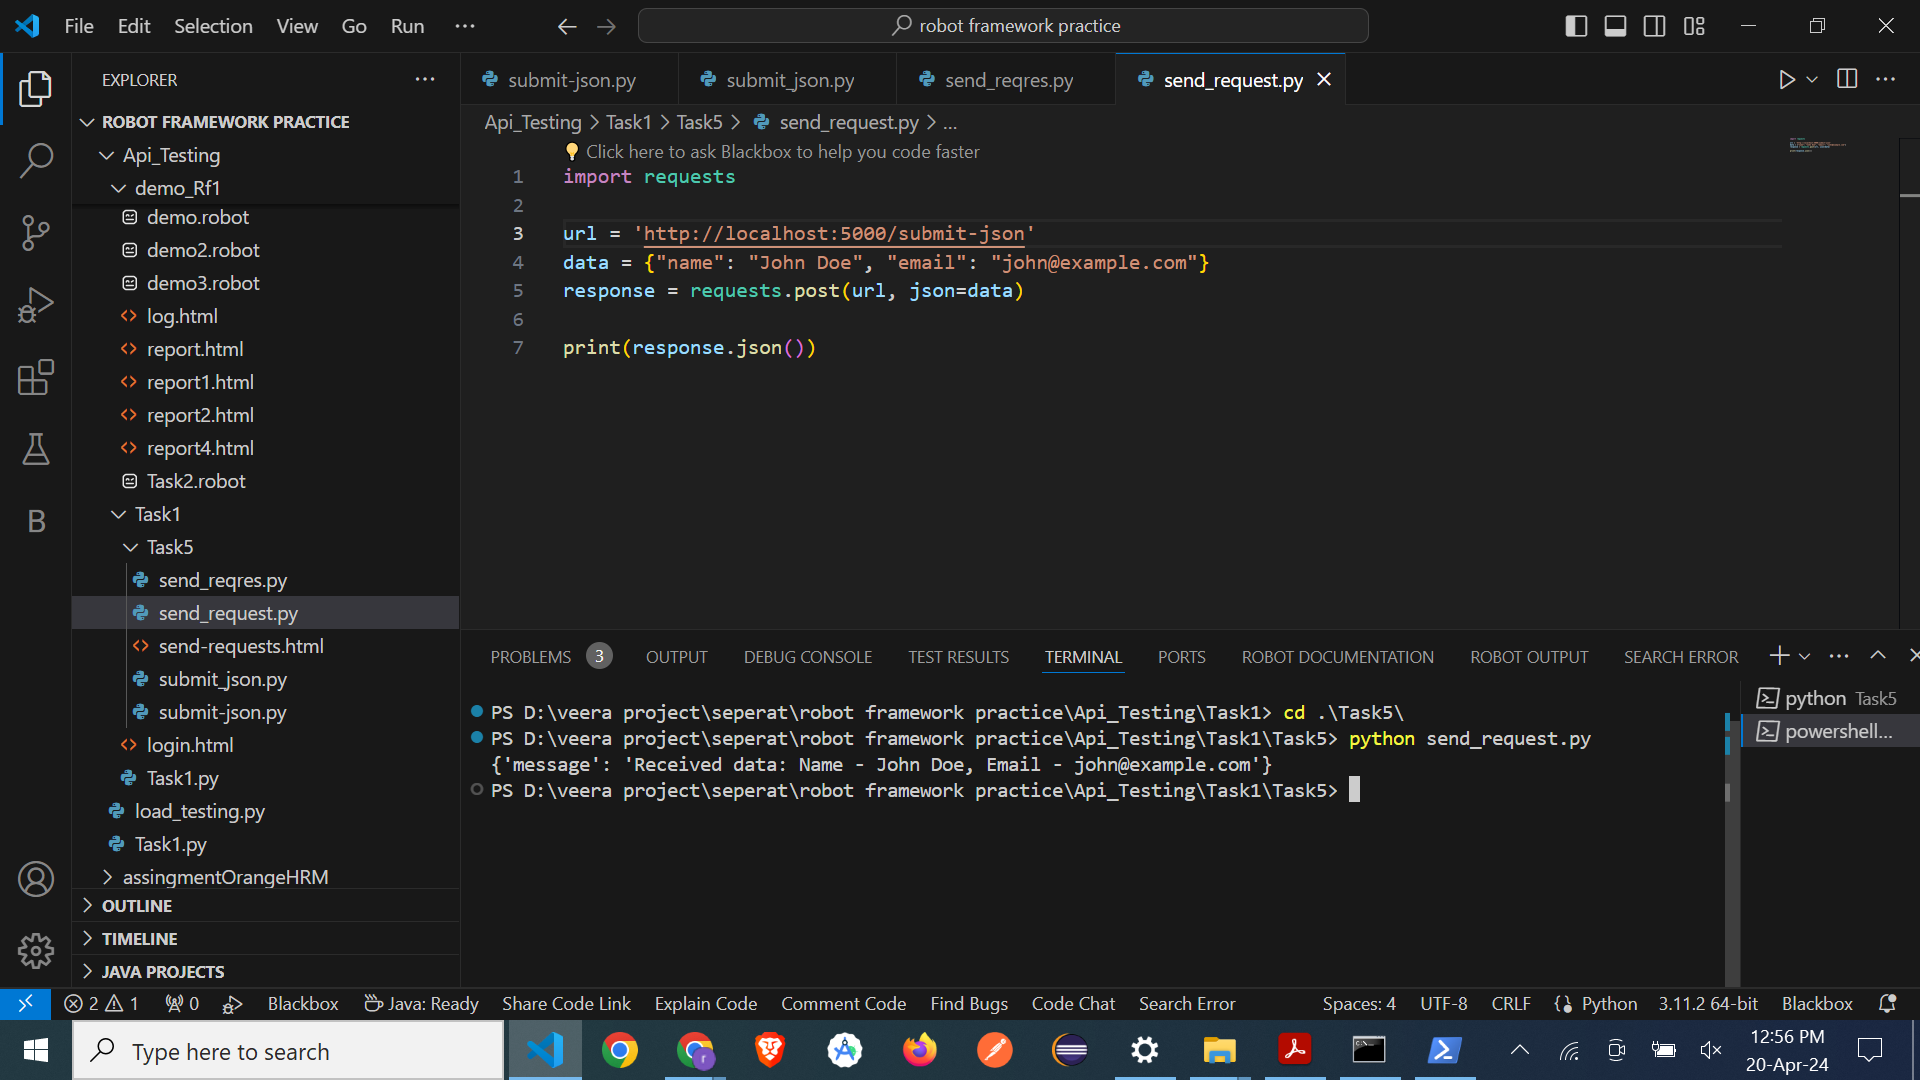 File Edit Selection View Go Run ...
robot framework practice
EXPLORER
submit-json.py submit_json.py send_reqres.py send_request.py
ROBOT FRAMEWORK PRACTICE
Api_Testing > Task1 > Task5 > send_request.py > ...
Api_Testing
Click here to ask Blackbox to help you code faster
demo_Rf1
demo.robot
demo2.robot
demo3.robot
log.html
report.html
report1.html
report2.html
report4.html
Task2.robot
Task1
Task5
send_reqres.py
send_request.py
send-requests.html
submit_json.py
submit-json.py
login.html
Task1.py
load_testing.py
Task1.py
assingmentOrangeHRM
OUTLINE
TIMELINE
JAVA PROJECTS
1 import requests
2
3 url = 'http://localhost:5000/submit-json'
4 data = {"name": "John Doe", "email": "john@example.com"}
5 response = requests.post(url, json=data)
6
7 print(response.json())
PROBLEMS 3 OUTPUT DEBUG CONSOLE TEST RESULTS TERMINAL PORTS ROBOT DOCUMENTATION ROBOT OUTPUT SEARCH ERROR
PS D:\veera project\seperat\robot framework practice\Api_Testing\Task1> cd .\Task5\
PS D:\veera project\seperat\robot framework practice\Api_Testing\Task1\Task5> python send_request.py
{'message': 'Received data: Name - John Doe, Email - john@example.com'}
PS D:\veera project\seperat\robot framework practice\Api_Testing\Task1\Task5>
python Task5
powershell...
2 1 0 Blackbox Java: Ready Share Code Link Explain Code Comment Code Find Bugs Code Chat Search Error Spaces: 4 UTF-8 CRLF Python 3.11.2 64-bit Blackbox
Type here to search
12:56 PM
20-Apr-24